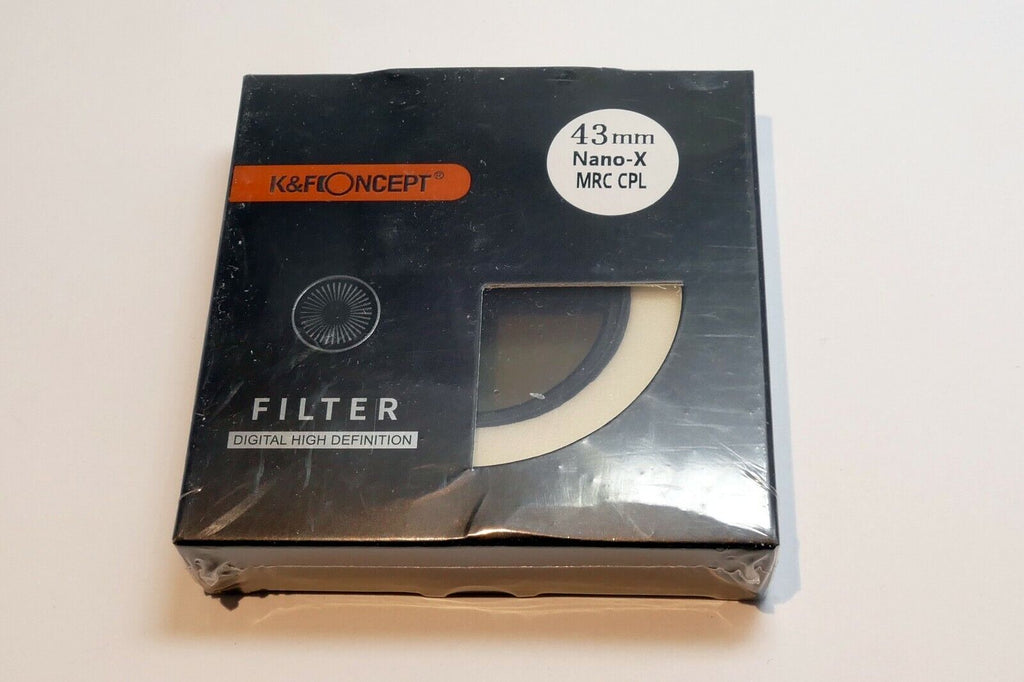 43mm
Nano-X
MRC CPL
K&F CONCEPT®
FILTER
DIGITAL HIGH DEFINITION